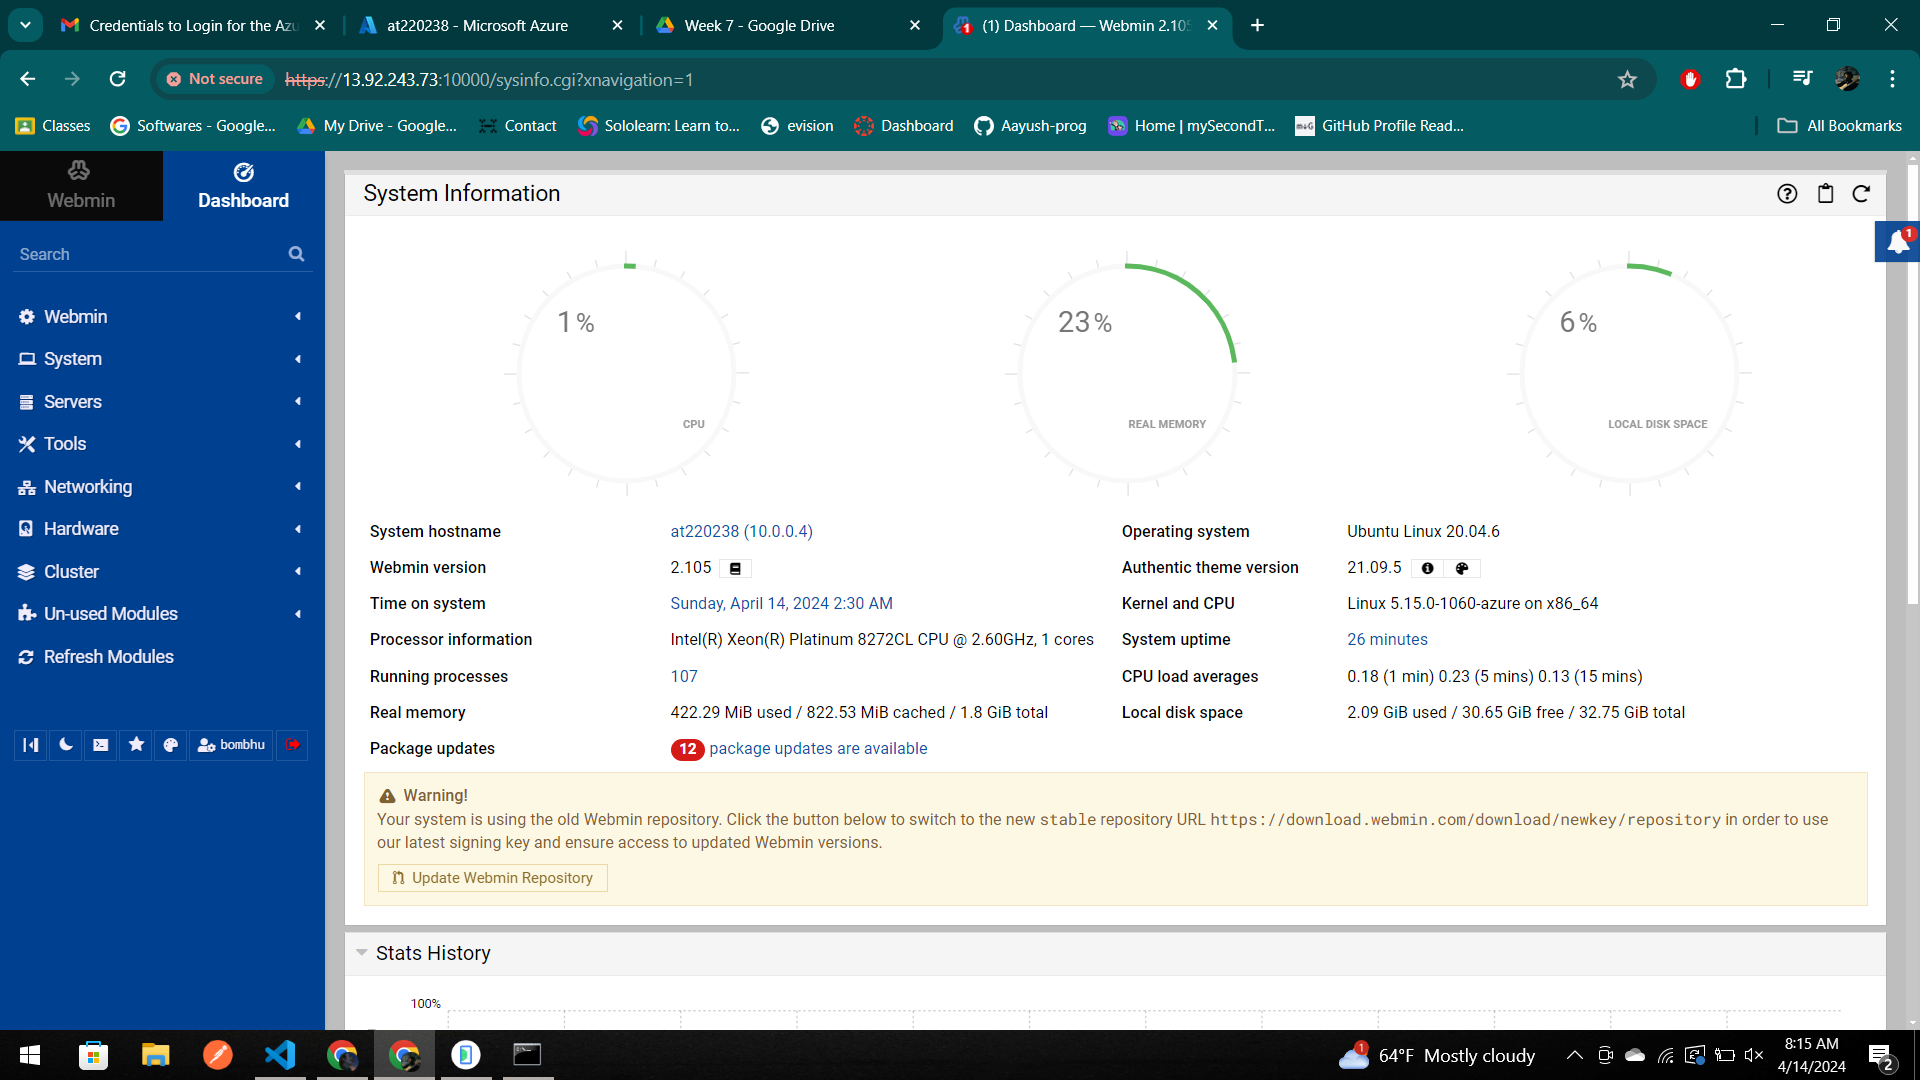 Credentials to Login for the Azu
at220238 - Microsoft Azure
Week 7 - Google Drive
(1) Dashboard — Webmin 2.105
Not secure https://13.92.243.73:10000/sysinfo.cgi?xnavigation=1
Classes
Softwares - Google...
My Drive - Google...
Contact
Sololearn: Learn to...
evision
Dashboard
Aayush-prog
Home | mySecondT...
GitHub Profile Read...
All Bookmarks
Webmin
Dashboard
Search
Webmin
System
Servers
Tools
Networking
Hardware
Cluster
Un-used Modules
Refresh Modules
bombhu
System Information
1
1%
CPU
23%
REAL MEMORY
6%
LOCAL DISK SPACE
System hostname at220238 (10.0.0.4) Operating system Ubuntu Linux 20.04.6
Webmin version 2.105 Authentic theme version 21.09.5
Time on system Sunday, April 14, 2024 2:30 AM Kernel and CPU Linux 5.15.0-1060-azure on x86_64
Processor information Intel(R) Xeon(R) Platinum 8272CL CPU @ 2.60GHz, 1 cores System uptime 26 minutes
Running processes 107 CPU load averages 0.18 (1 min) 0.23 (5 mins) 0.13 (15 mins)
Real memory 422.29 MiB used / 822.53 MiB cached / 1.8 GiB total Local disk space 2.09 GiB used / 30.65 GiB free / 32.75 GiB total
Package updates 12 package updates are available
Warning!
Your system is using the old Webmin repository. Click the button below to switch to the new stable repository URL https://download.webmin.com/download/newkey/repository in order to use
our latest signing key and ensure access to updated Webmin versions.
Update Webmin Repository
Stats History
100%
1
64°F Mostly cloudy
8:15 AM
4/14/2024
2